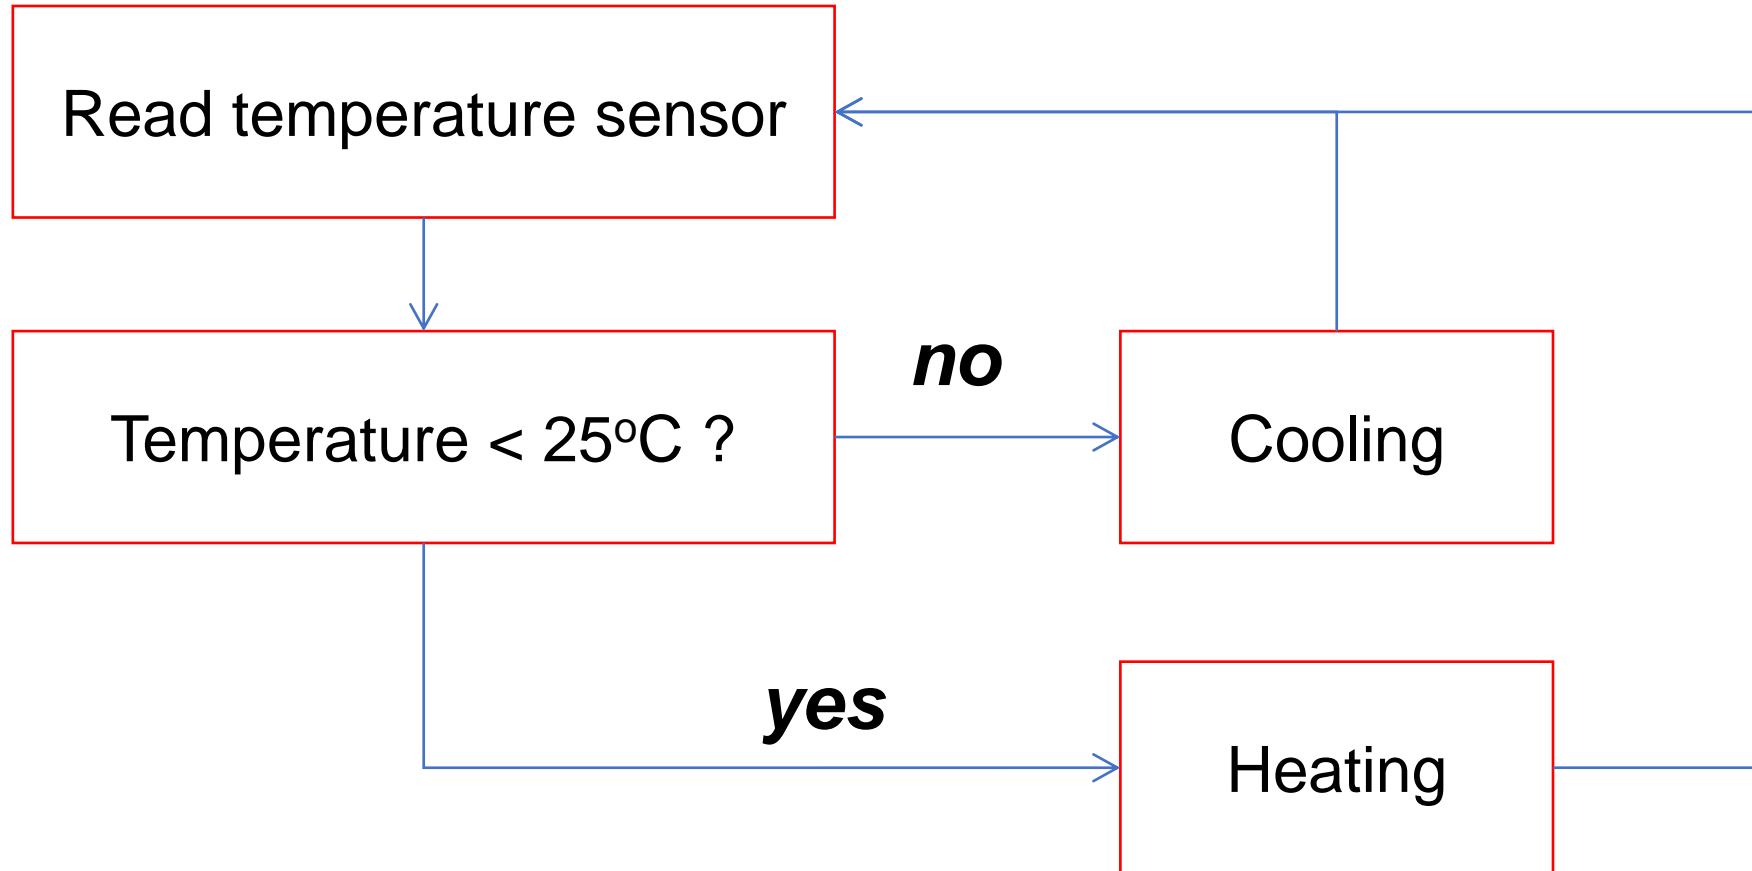 Read temperature sensor
no
Temperature < 25ºC ?
Cooling
yes
Heating